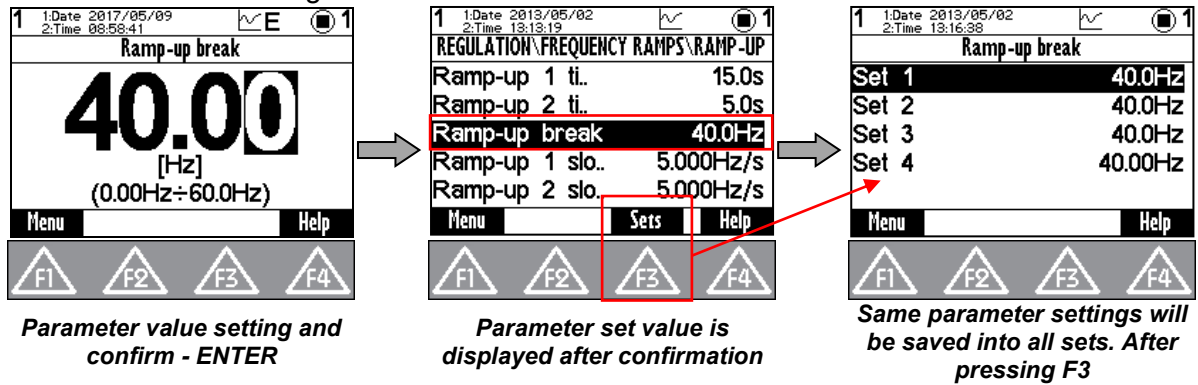 1 1:Date 2017/05/09 E 1
2:Time 08:58:41
Ramp-up break
40.00
[Hz]
(0.00Hz÷60.0Hz)
Menu Help
F1 F2 F3 F4
Parameter value setting and
confirm - ENTER
1 1:Date 2013/05/02 1
2:Time 13:13:19
REGULATION\FREQUENCY RAMPS\RAMP-UP
Ramp-up 1 ti.. 15.0s
Ramp-up 2 ti.. 5.0s
Ramp-up break 40.0Hz
Ramp-up 1 slo.. 5.000Hz/s
Ramp-up 2 slo.. 5.000Hz/s
Menu Sets Help
F1 F2 F3 F4
Parameter set value is
displayed after confirmation
1 1:Date 2013/05/02 1
2:Time 13:16:38
Ramp-up break
Set 1 40.0Hz
Set 2 40.0Hz
Set 3 40.0Hz
Set 4 40.00Hz
Menu Help
F1 F2 F3 F4
Same parameter settings will
be saved into all sets. After
pressing F3